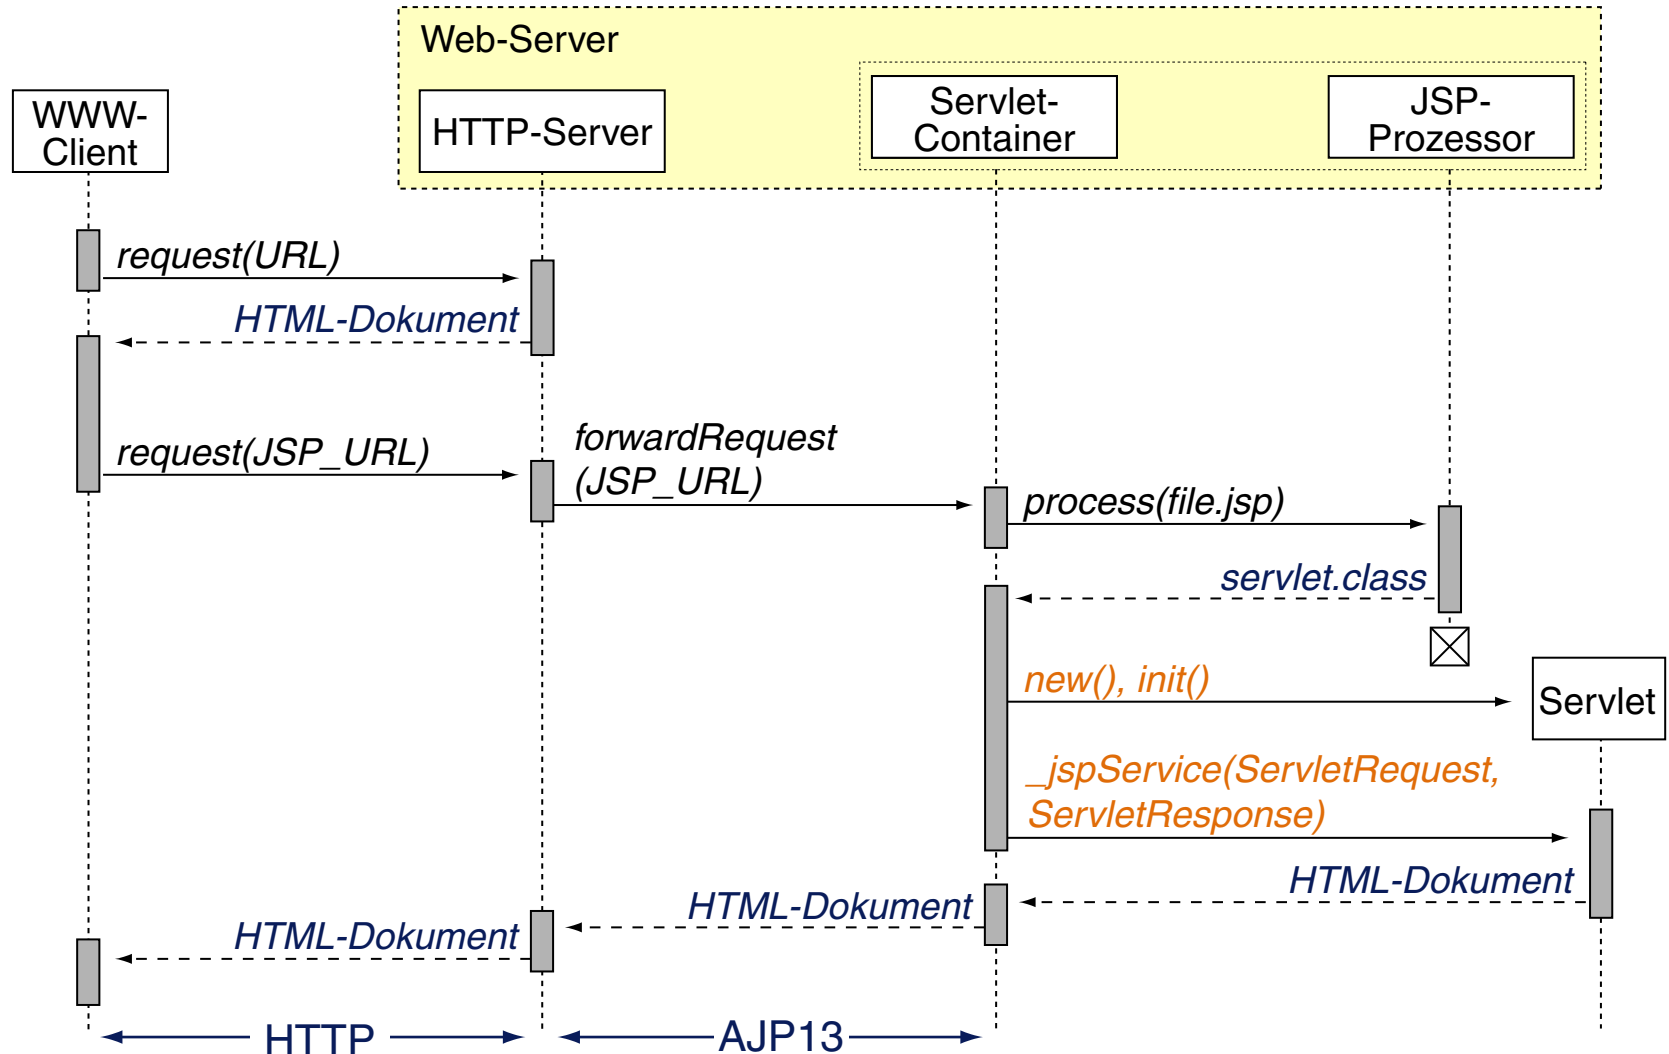 Web-Server
WWW-
Client
HTTP-Server
Servlet-
Container
JSP-
Prozessor
request(URL)
HTML-Dokument
request(JSP_URL)
forwardRequest
(JSP_URL)
process(file.jsp)
servlet.class
new(), init()
Servlet
_jspService(ServletRequest,
ServletResponse)
HTML-Dokument
HTML-Dokument
HTML-Dokument
HTTP
AJP13